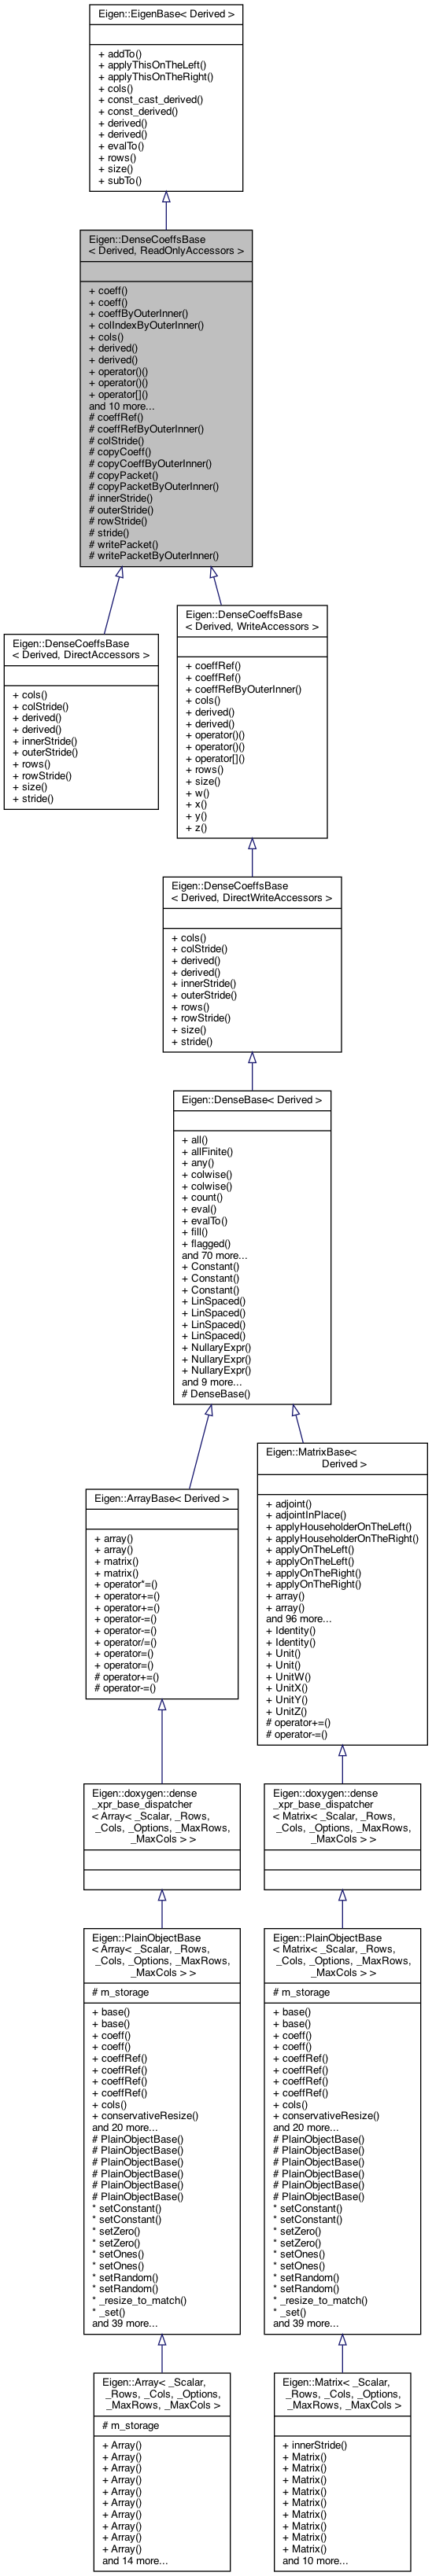 Eigen::EigenBase< Derived >
+ addTo()
+ applyThisOnTheLeft()
+ applyThisOnTheRight()
+ cols()
+ const_cast_derived()
+ const_derived()
+ derived()
+ derived()
+ evalTo()
+ rows()
+ size()
+ subTo()
Eigen::DenseCoeffsBase
< Derived, ReadOnlyAccessors >
+ coeff()
+ coeff()
+ coeffByOuterInner()
+ colIndexByOuterInner()
+ cols()
+ derived()
+ derived()
+ operator()()
+ operator()()
+ operator[]()
and 10 more...
# coeffRef()
# coeffRefByOuterInner()
# colStride()
# copyCoeff()
# copyCoeffByOuterInner()
# copyPacket()
# copyPacketByOuterInner()
# innerStride()
# outerStride()
# rowStride()
# stride()
# writePacket()
# writePacketByOuterInner()
Eigen::DenseCoeffsBase
< Derived, DirectAccessors >
+ cols()
+ colStride()
+ derived()
+ derived()
+ innerStride()
+ outerStride()
+ rows()
+ rowStride()
+ size()
+ stride()
Eigen::DenseCoeffsBase
< Derived, WriteAccessors >
+ coeffRef()
+ coeffRef()
+ coeffRefByOuterInner()
+ cols()
+ derived()
+ derived()
+ operator()()
+ operator()()
+ operator[]()
+ rows()
+ size()
+ w()
+ x()
+ y()
+ z()
Eigen::DenseCoeffsBase
< Derived, DirectWriteAccessors >
+ cols()
+ colStride()
+ derived()
+ derived()
+ innerStride()
+ outerStride()
+ rows()
+ rowStride()
+ size()
+ stride()
Eigen::DenseBase< Derived >
+ all()
+ allFinite()
+ any()
+ colwise()
+ colwise()
+ count()
+ eval()
+ evalTo()
+ fill()
+ flagged()
and 70 more...
+ Constant()
+ Constant()
+ Constant()
+ LinSpaced()
+ LinSpaced()
+ LinSpaced()
+ LinSpaced()
+ NullaryExpr()
+ NullaryExpr()
+ NullaryExpr()
and 9 more...
# DenseBase()
Eigen::ArrayBase< Derived >
+ array()
+ array()
+ matrix()
+ matrix()
+ operator*=()
+ operator+=()
+ operator+=()
+ operator-=()
+ operator-=()
+ operator/=()
+ operator=()
+ operator=()
# operator+=()
# operator-=()
Eigen::MatrixBase<
Derived >
+ adjoint()
+ adjointInPlace()
+ applyHouseholderOnTheLeft()
+ applyHouseholderOnTheRight()
+ applyOnTheLeft()
+ applyOnTheLeft()
+ applyOnTheRight()
+ applyOnTheRight()
+ array()
+ array()
and 96 more...
+ Identity()
+ Identity()
+ Unit()
+ Unit()
+ UnitW()
+ UnitX()
+ UnitY()
+ UnitZ()
# operator+=()
# operator-=()
Eigen::doxygen::dense
_xpr_base_dispatcher
< Array< _Scalar, _Rows,
_Cols, _Options, _MaxRows,
_MaxCols > >
Eigen::doxygen::dense
_xpr_base_dispatcher
< Matrix< _Scalar, _Rows,
_Cols, _Options, _MaxRows,
_MaxCols > >
Eigen::PlainObjectBase
< Array< _Scalar, _Rows,
_Cols, _Options, _MaxRows,
_MaxCols > >
# m_storage
+ base()
+ base()
+ coeff()
+ coeff()
+ coeffRef()
+ coeffRef()
+ coeffRef()
+ coeffRef()
+ cols()
+ conservativeResize()
and 20 more...
# PlainObjectBase()
# PlainObjectBase()
# PlainObjectBase()
# PlainObjectBase()
# PlainObjectBase()
# PlainObjectBase()
* setConstant()
* setConstant()
* setZero()
* setZero()
* setOnes()
* setOnes()
* setRandom()
* setRandom()
* _resize_to_match()
* _set()
and 39 more...
Eigen::PlainObjectBase
< Matrix< _Scalar, _Rows,
_Cols, _Options, _MaxRows,
_MaxCols > >
# m_storage
+ base()
+ base()
+ coeff()
+ coeff()
+ coeffRef()
+ coeffRef()
+ coeffRef()
+ coeffRef()
+ cols()
+ conservativeResize()
and 20 more...
# PlainObjectBase()
# PlainObjectBase()
# PlainObjectBase()
# PlainObjectBase()
# PlainObjectBase()
# PlainObjectBase()
* setConstant()
* setConstant()
* setZero()
* setZero()
* setOnes()
* setOnes()
* setRandom()
* setRandom()
* _resize_to_match()
* _set()
and 39 more...
Eigen::Array< _Scalar,
_Rows, _Cols, _Options,
_MaxRows, _MaxCols >
# m_storage
+ Array()
+ Array()
+ Array()
+ Array()
+ Array()
+ Array()
+ Array()
+ Array()
+ Array()
+ Array()
and 14 more...
Eigen::Matrix< _Scalar,
_Rows, _Cols, _Options,
_MaxRows, _MaxCols >
+ innerStride()
+ Matrix()
+ Matrix()
+ Matrix()
+ Matrix()
+ Matrix()
+ Matrix()
+ Matrix()
+ Matrix()
+ Matrix()
and 10 more...